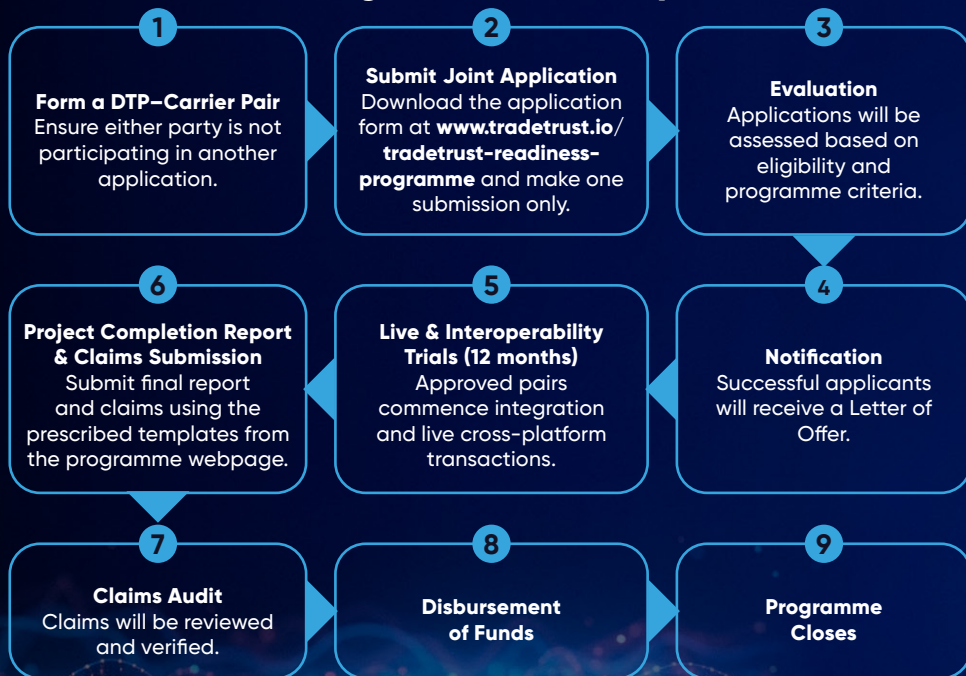 1
Form a DTP–Carrier Pair
Ensure either party is not
participating in another
application.
2
Submit Joint Application
Download the application
form at www.tradetrust.io/
tradetrust-readiness-
programme and make one
submission only.
3
Evaluation
Applications will be
assessed based on
eligibility and
programme criteria.
4
Notification
Successful applicants
will receive a Letter of
Offer.
5
Live & Interoperability
Trials (12 months)
Approved pairs
commence integration
and live cross-platform
transactions.
6
Project Completion Report
& Claims Submission
Submit final report
and claims using the
prescribed templates from
the programme webpage.
7
Claims Audit
Claims will be reviewed
and verified.
8
Disbursement
of Funds
9
Programme
Closes